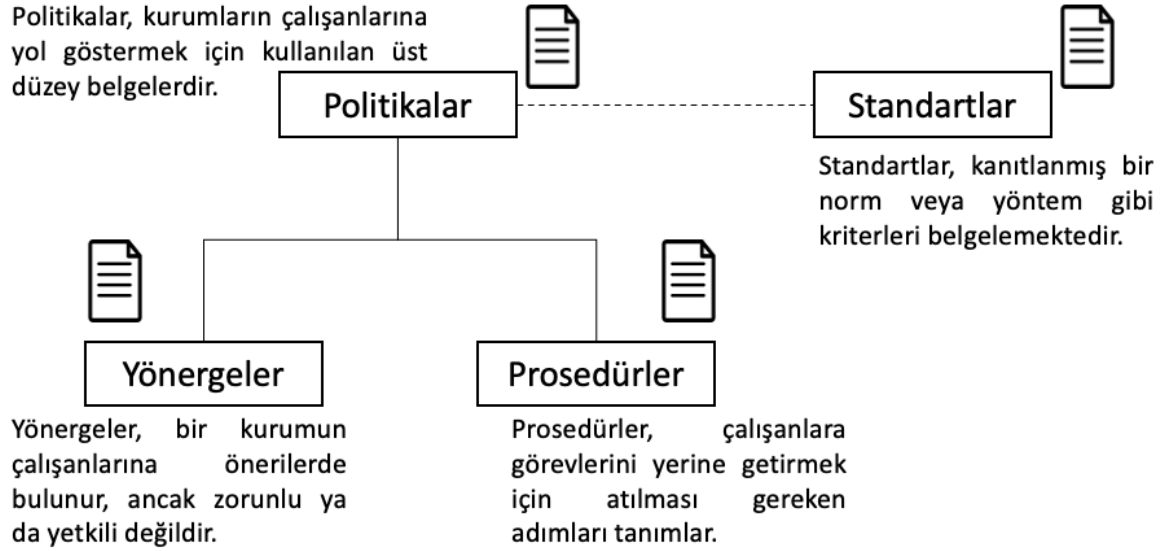 Politikalar, kurumların çalışanlarına
yol göstermek için kullanılan üst
düzey belgelerdir.
Politikalar
Standartlar
Standartlar, kanıtlanmış bir
norm veya yöntem gibi
kriterleri belgelemektedir.
Yönergeler
Prosedürler
Yönergeler, bir kurumun
çalışanlarına önerilerde
bulunur, ancak zorunlu ya
da yetkili değildir.
Prosedürler, çalışanlara
görevlerini yerine getirmek
için atılması gereken
adımları tanımlar.